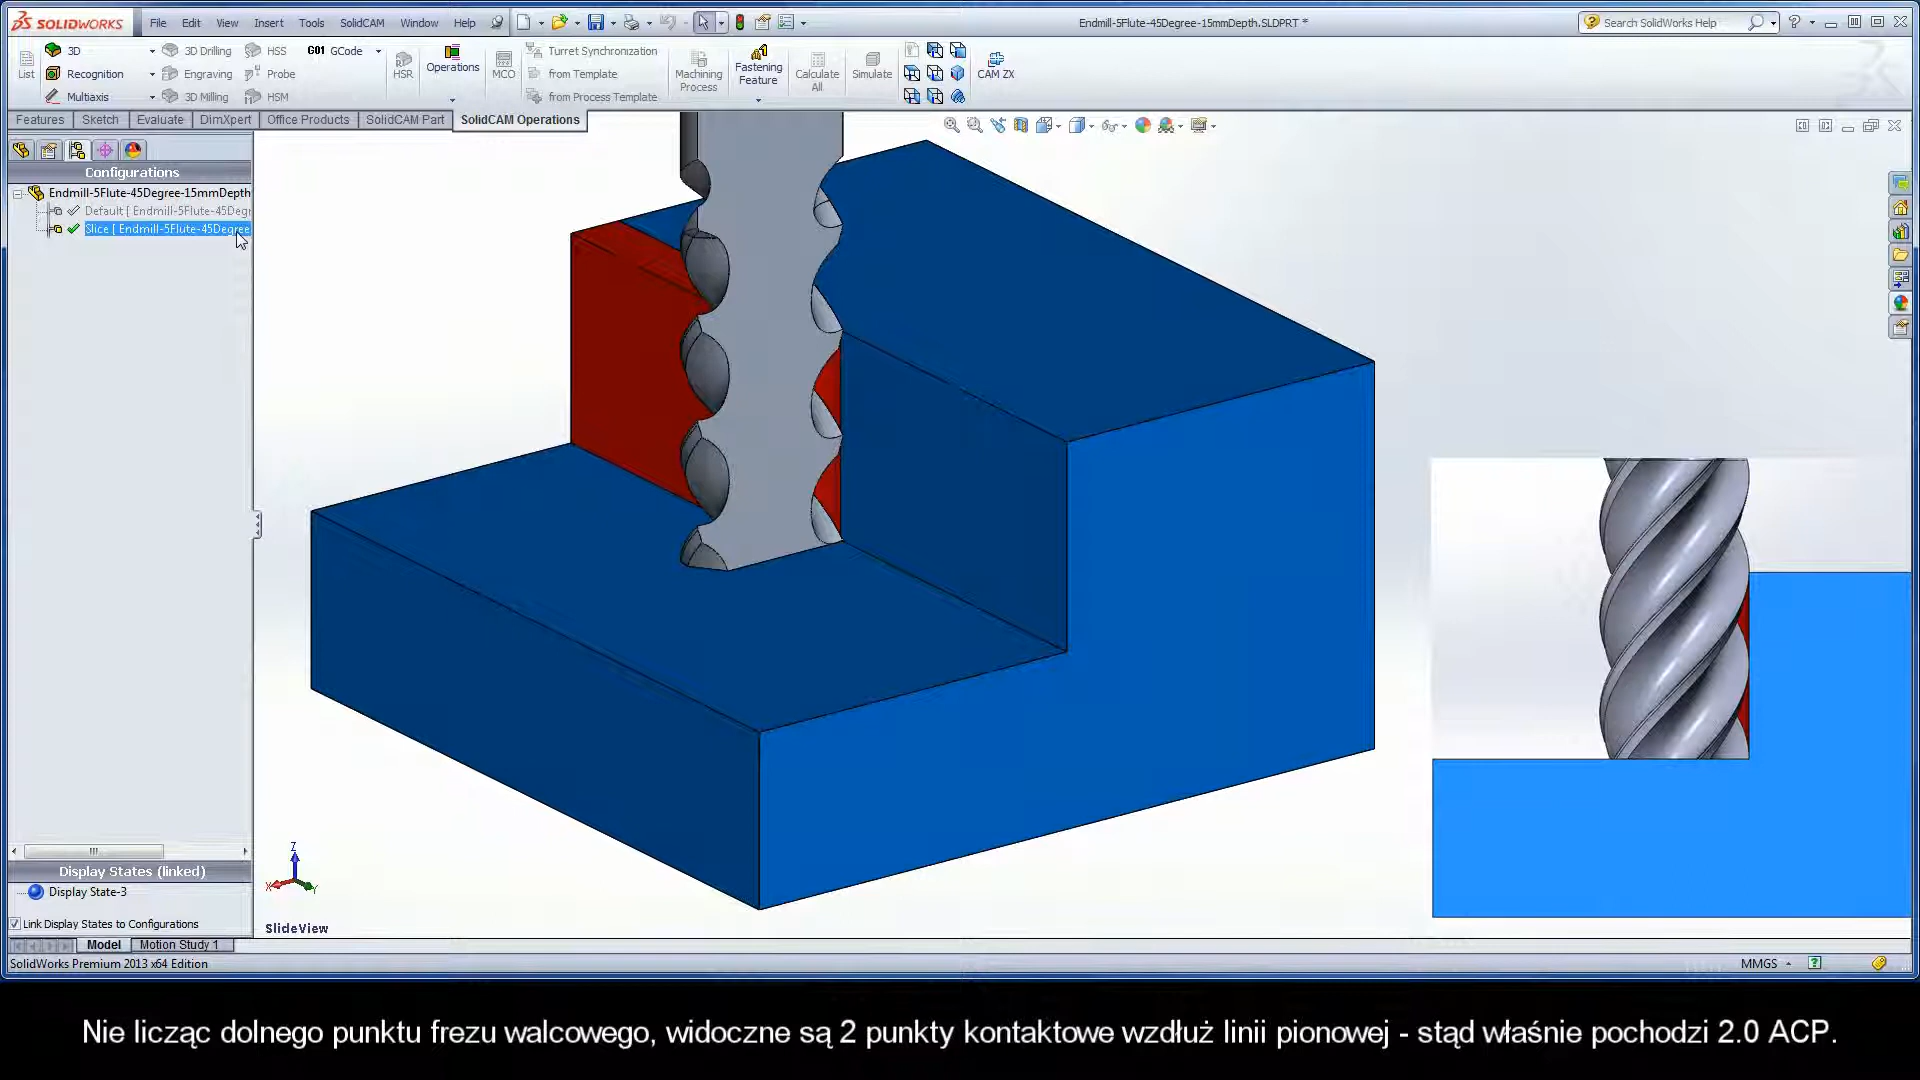 SOLIDWORKS File Edit View Insert Tools SolidCAM Window Help
Endmill-5Flute-45Degree-15mmDepth.SLDPRT *
Search SolidWorks Help
3D 3D Drilling HSS G01 GCode Turret Synchronization
List Recognition Engraving Probe HSR Operations MCO from Template Machining Process Fastening Feature Calculate All Simulate CAM ZX
Multiaxis 3D Milling HSM from Process Template
Features Sketch Evaluate DimXpert Office Products SolidCAM Part SolidCAM Operations
Configurations
Endmill-5Flute-45Degree-15mmDepth
Default [ Endmill-5Flute-45Degr
Slice [ Endmill-5Flute-45Degree
Display States (linked)
Display State-3
Link Display States to Configurations
Z
X
Y
SlideView
Model Motion Study 1
SolidWorks Premium 2013 x64 Edition
MMGS
Nie licząc dolnego punktu frezu walcowego, widoczne są 2 punkty kontaktowe wzdłuż linii pionowej - stąd właśnie pochodzi 2.0 ACP.